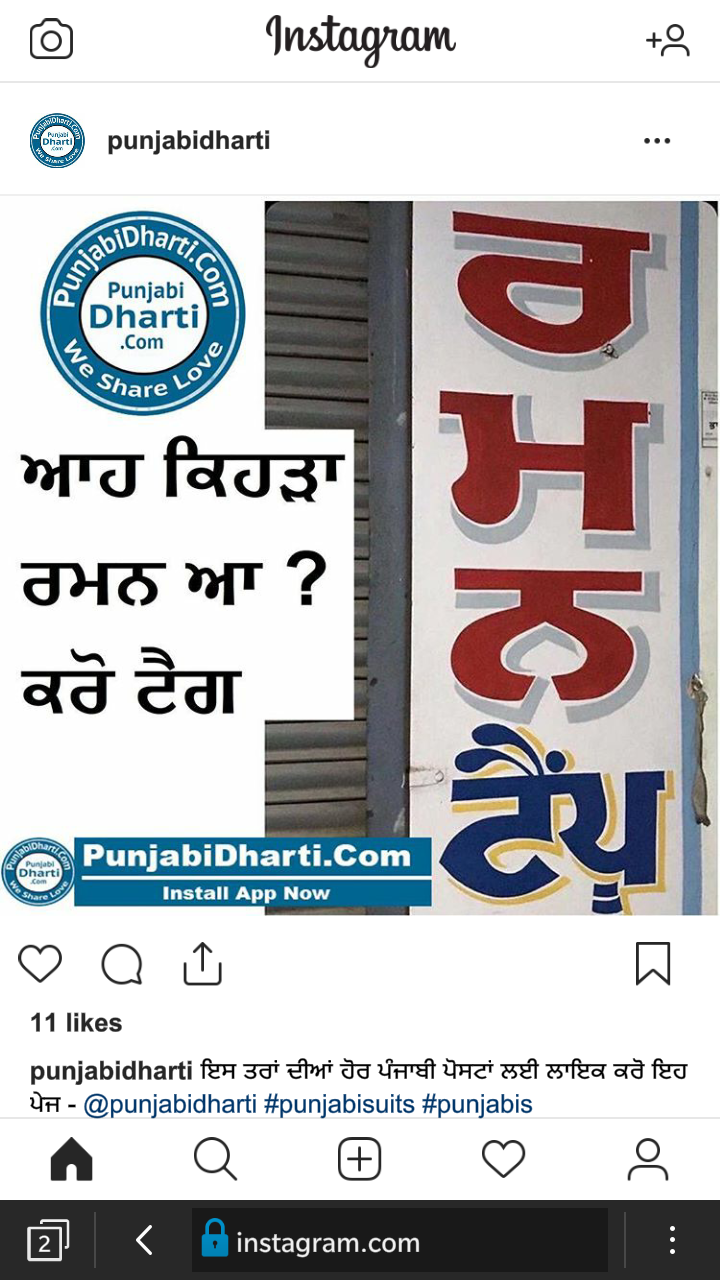 Instagram
punjabidharti
PunjabiDharti.Com
Punjabi
Dharti
.Com
We Share Love
ਆਹ ਕਿਹੜਾ
ਰਮਨ ਆ ?
ਕਰੋ ਟੈਗ
ਰਮਨ
ਟੈਂਪ
PunjabiDharti.Com
Install App Now
11 likes
punjabidharti ਇਸ ਤਰਾਂ ਦੀਆਂ ਹੋਰ ਪੰਜਾਬੀ ਪੋਸਟਾਂ ਲਈ ਲਾਇਕ ਕਰੋ ਇਹ
ਪੇਜ - @punjabidharti #punjabisuits #punjabis
2
instagram.com